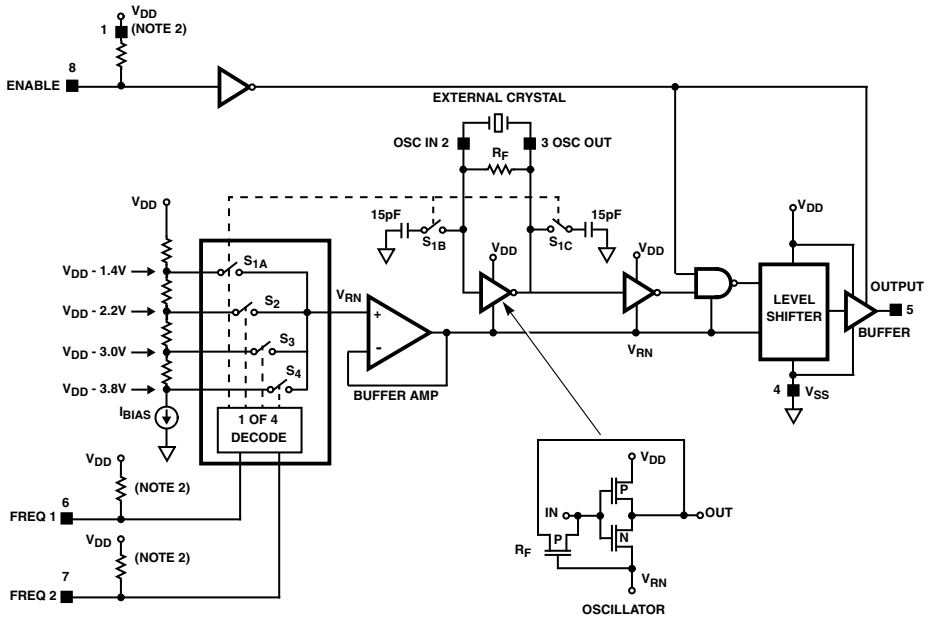 VDD
1 (NOTE 2)
8
ENABLE
EXTERNAL CRYSTAL
OSC IN 2
3 OSC OUT
RF
VDD
15pF
S1B
S1C
15pF
VDD
VDD
VDD
S1A
VDD - 1.4V
S2
VDD - 2.2V
S3
VDD - 3.0V
S4
VDD - 3.8V
IBIAS
1 OF 4
DECODE
VRN
+
-
BUFFER AMP
VRN
LEVEL
SHIFTER
OUTPUT
5
BUFFER
4
VSS
VDD
(NOTE 2)
6
FREQ 1
VDD
(NOTE 2)
7
FREQ 2
VDD
P
IN
OUT
N
P
RF
VRN
OSCILLATOR